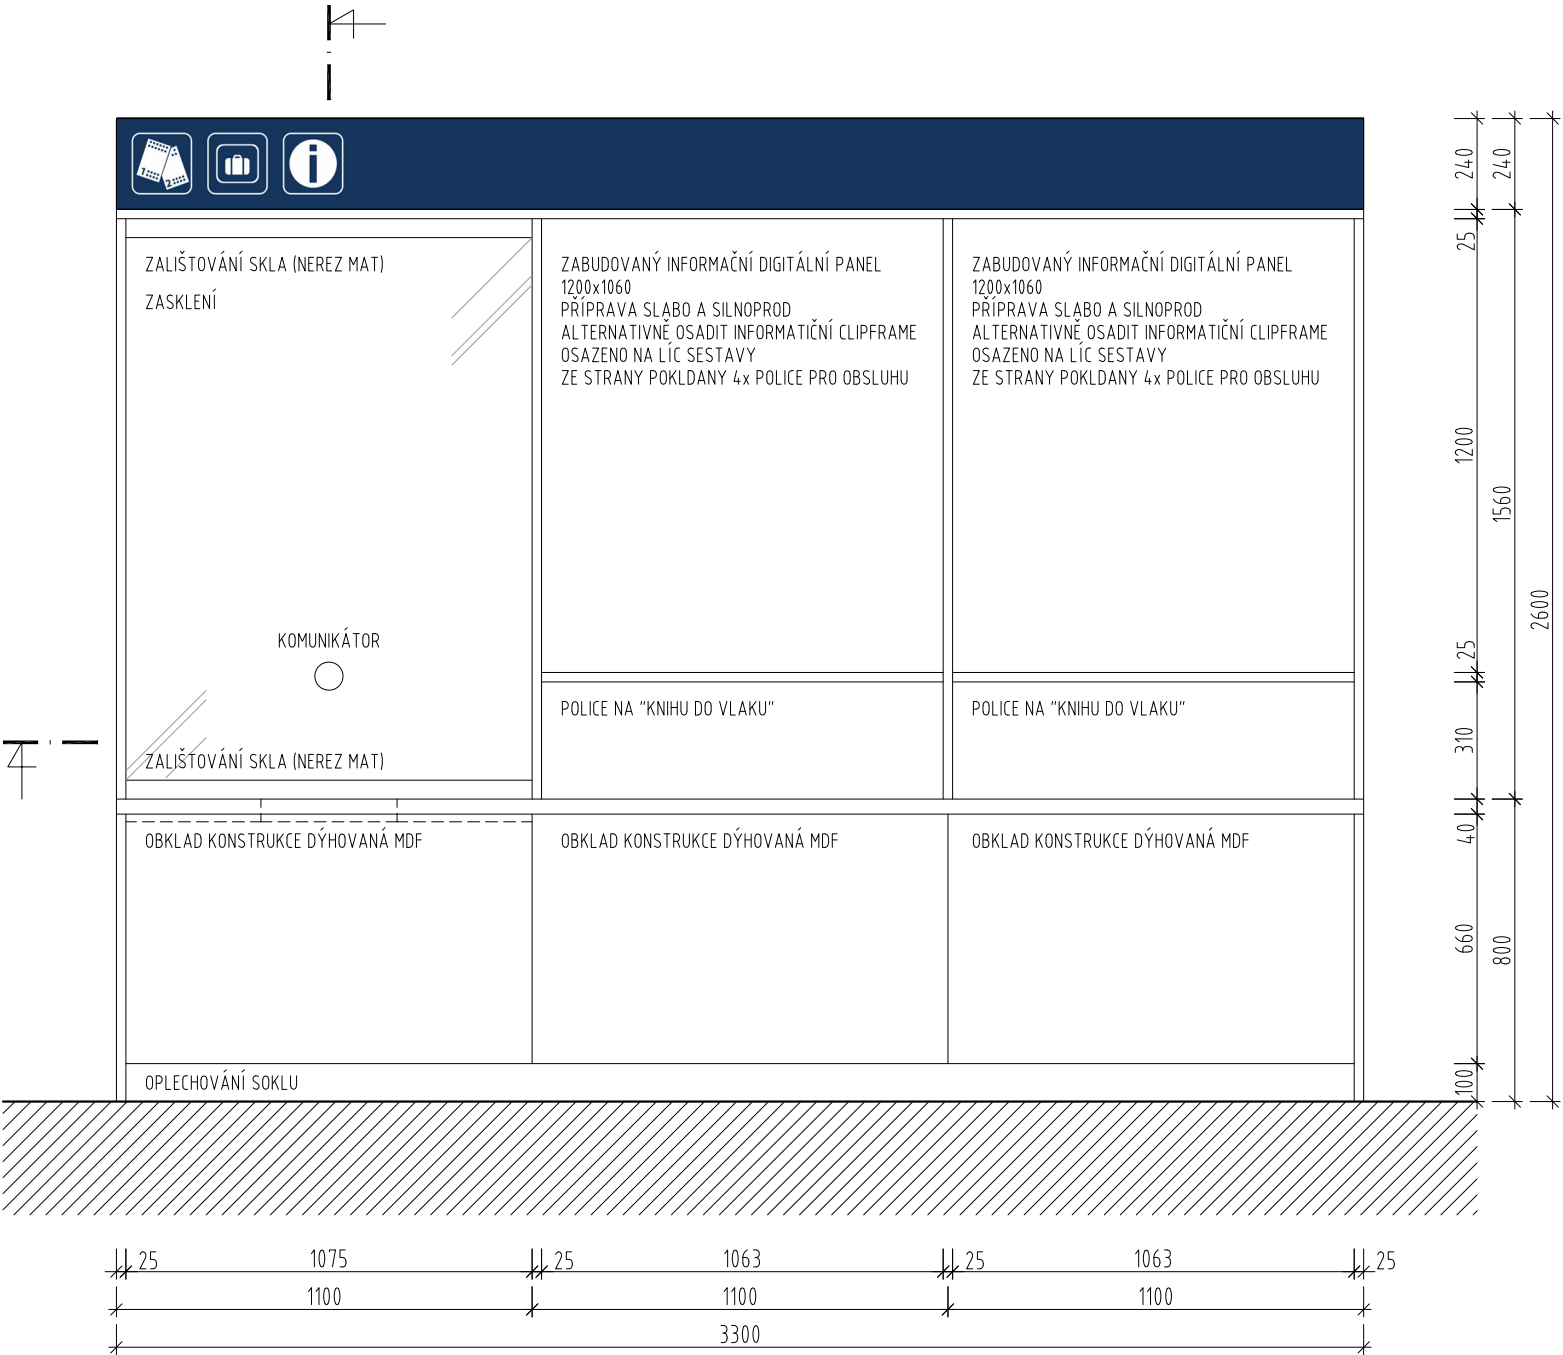 1 2
i
ZALIŠTOVÁNÍ SKLA (NEREZ MAT)
ZASKLENÍ
KOMUNIKÁTOR
ZALIŠTOVÁNÍ SKLA (NEREZ MAT)
ZABUDOVANÝ INFORMAČNÍ DIGITÁLNÍ PANEL
1200x1060
PŘÍPRAVA SLABO A SILNOPROD
ALTERNATIVNĚ OSADIT INFORMATIČNÍ CLIPFRAME
OSAZENO NA LÍC SESTAVY
ZE STRANY POKLDANY 4x POLICE PRO OBSLUHU
POLICE NA "KNIHU DO VLAKU"
ZABUDOVANÝ INFORMAČNÍ DIGITÁLNÍ PANEL
1200x1060
PŘÍPRAVA SLABO A SILNOPROD
ALTERNATIVNĚ OSADIT INFORMATIČNÍ CLIPFRAME
OSAZENO NA LÍC SESTAVY
ZE STRANY POKLDANY 4x POLICE PRO OBSLUHU
POLICE NA "KNIHU DO VLAKU"
OBKLAD KONSTRUKCE DÝHOVANÁ MDF
OBKLAD KONSTRUKCE DÝHOVANÁ MDF
OBKLAD KONSTRUKCE DÝHOVANÁ MDF
OPLECHOVÁNÍ SOKLU
240
25
1200
25
310
40
660
100
240
1560
800
2600
25 1075 25 1063 25 1063 25
1100 1100 1100
3300